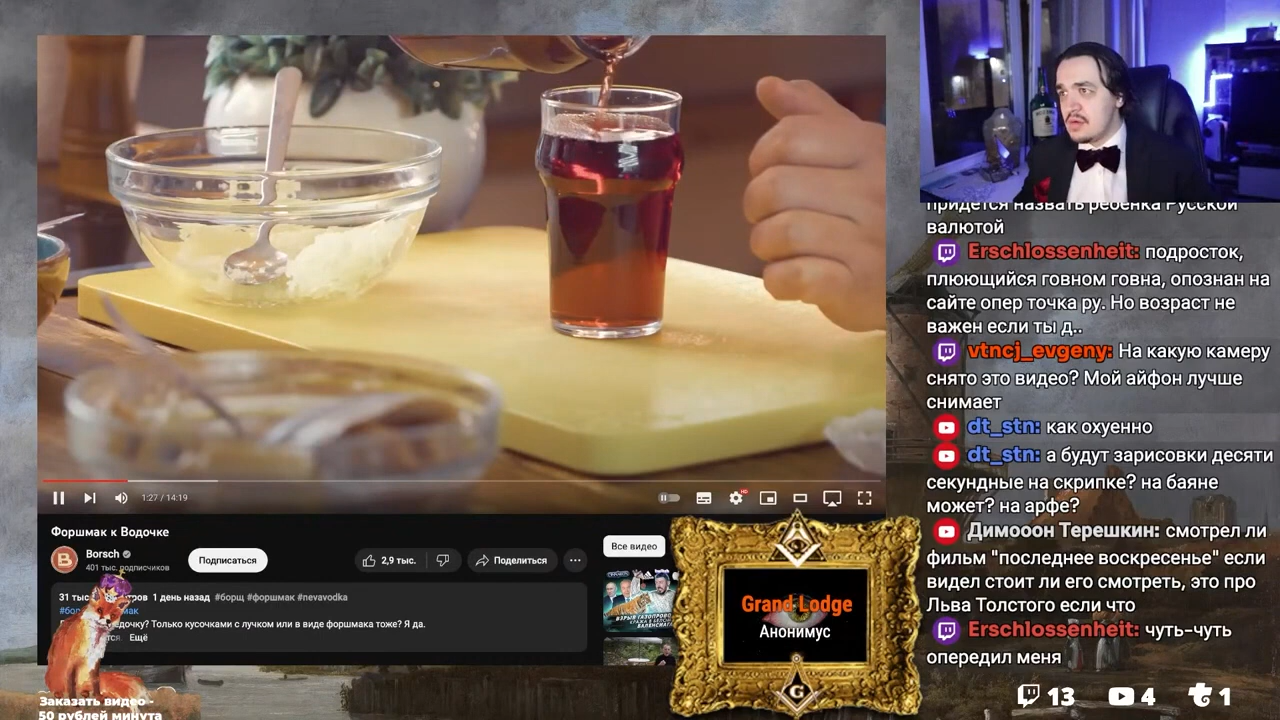 1:27 / 14:19
Форшмак к Водочке
Borsch
401 тыс. подписчиков
Подписаться
2,9 тыс.
Поделиться
Все видео
1 день назад #борщ #форшмак #nevavodka
Только кусочками с лучком или в виде форшмака тоже? Я да.
Ещё
Заказать видео -
50 рублей минута
Grand Lodge
Анонимус
G
придется назвать ребенка Русской
валютой
Erschlossenheit: подросток,
плюющийся говном говна, опознан на
сайте опер точка ру. Но возраст не
важен если ты д..
vtncj_evgeny: На какую камеру
снято это видео? Мой айфон лучше
снимает
dt_stn: как охуенно
dt_stn: а будут зарисовки десяти
секундные на скрипке? на баяне
может? на арфе?
Димооон Терешкин: смотрел ли
фильм "последнее воскресенье" если
видел стоит ли его смотреть, это про
Льва Толстого если что
Erschlossenheit: чуть-чуть
опередил меня
13
4
1